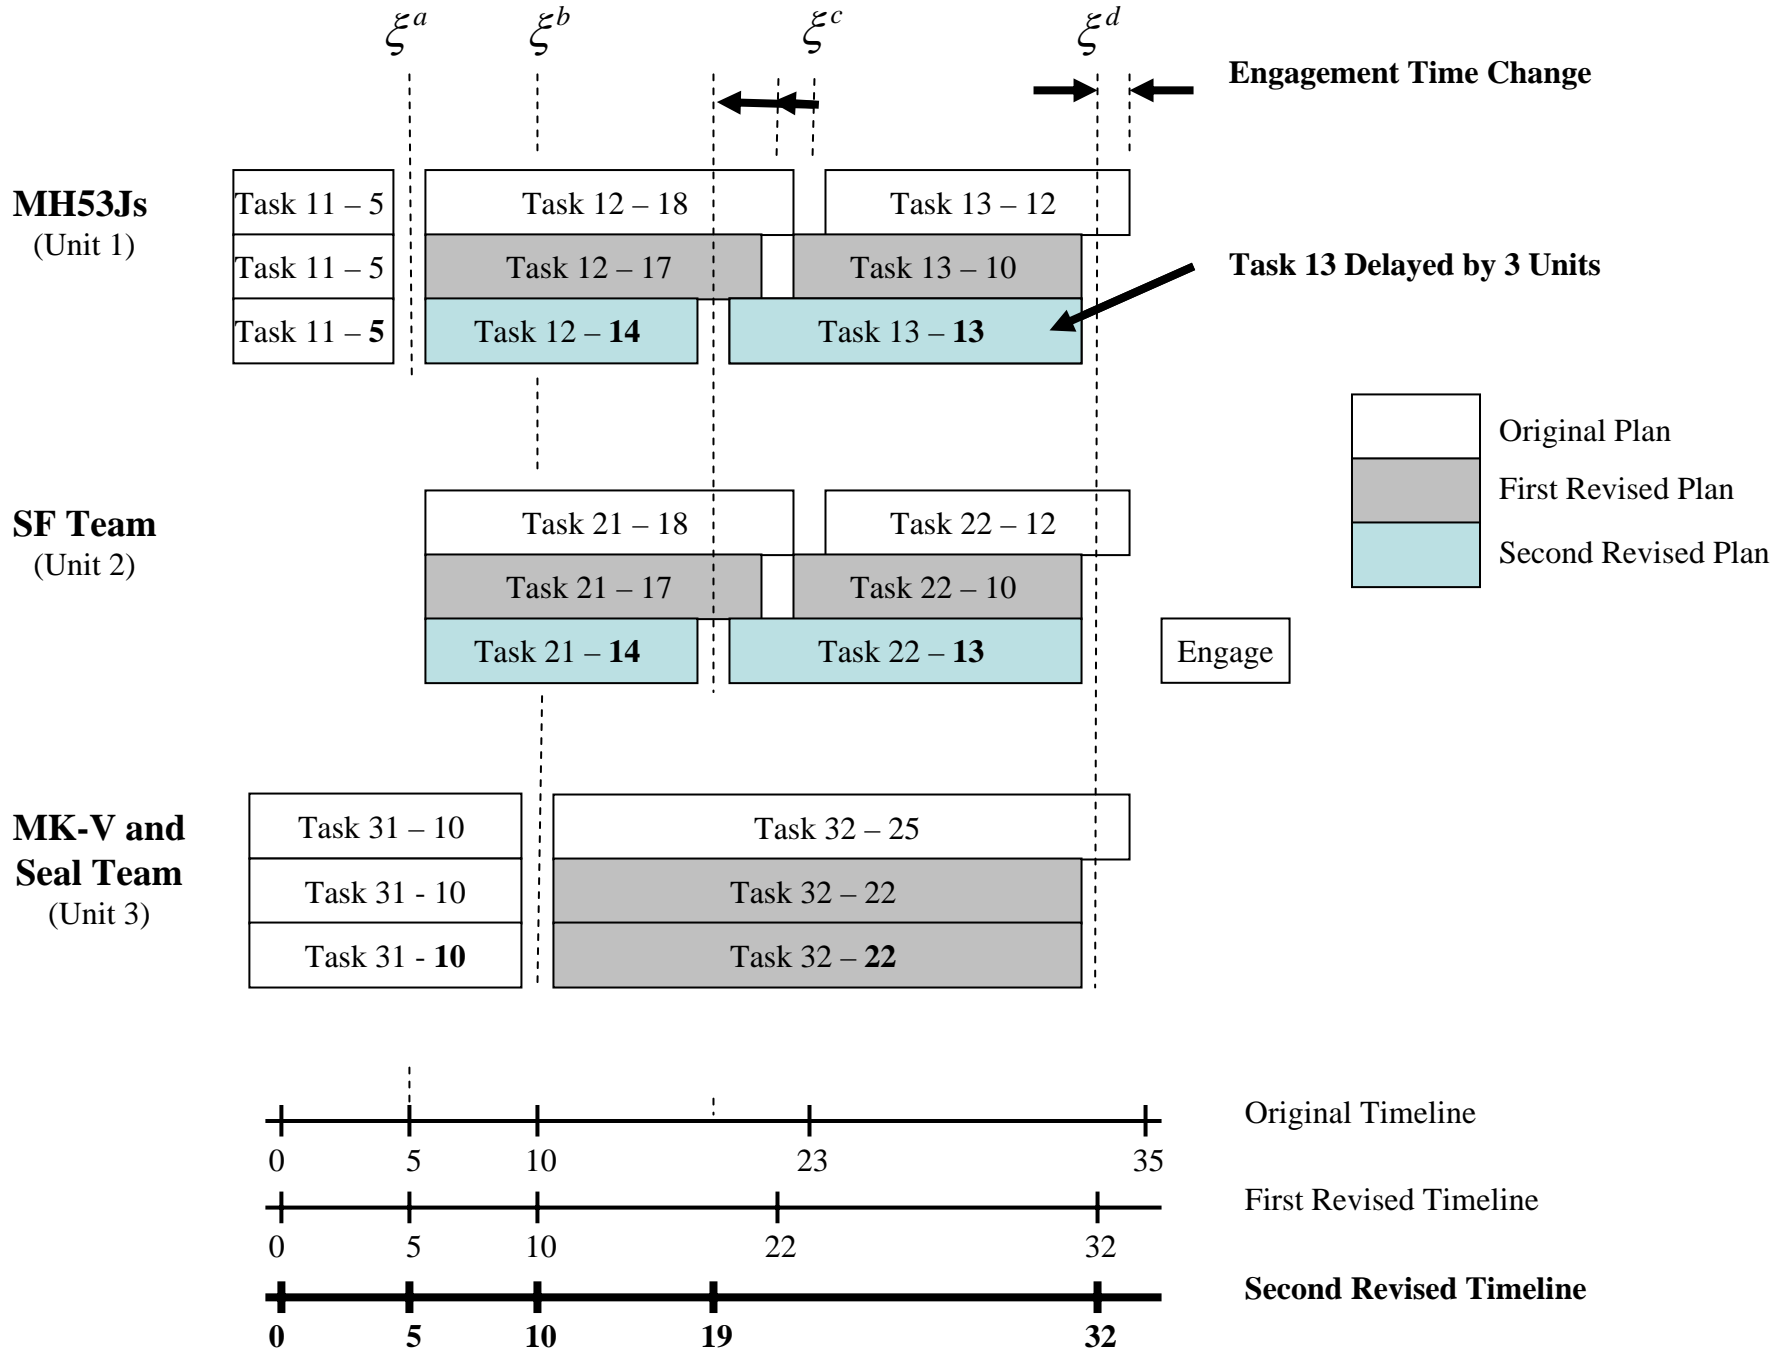 ξᵃ ξᵇ ξᶜ ξᵈ
Engagement Time Change
MH53Js
(Unit 1)
Task 11 – 5 Task 12 – 18 Task 13 – 12
Task 11 – 5 Task 12 – 17 Task 13 – 10
Task 13 Delayed by 3 Units
Task 11 – 5 Task 12 – 14 Task 13 – 13
Original Plan
First Revised Plan
Second Revised Plan
SF Team
(Unit 2)
Task 21 – 18 Task 22 – 12
Task 21 – 17 Task 22 – 10
Task 21 – 14 Task 22 – 13 Engage
MK-V and
Seal Team
(Unit 3)
Task 31 – 10 Task 32 – 25
Task 31 - 10 Task 32 – 22
Task 31 - 10 Task 32 – 22
Original Timeline
0 5 10 23 35
First Revised Timeline
0 5 10 22 32
Second Revised Timeline
0 5 10 19 32